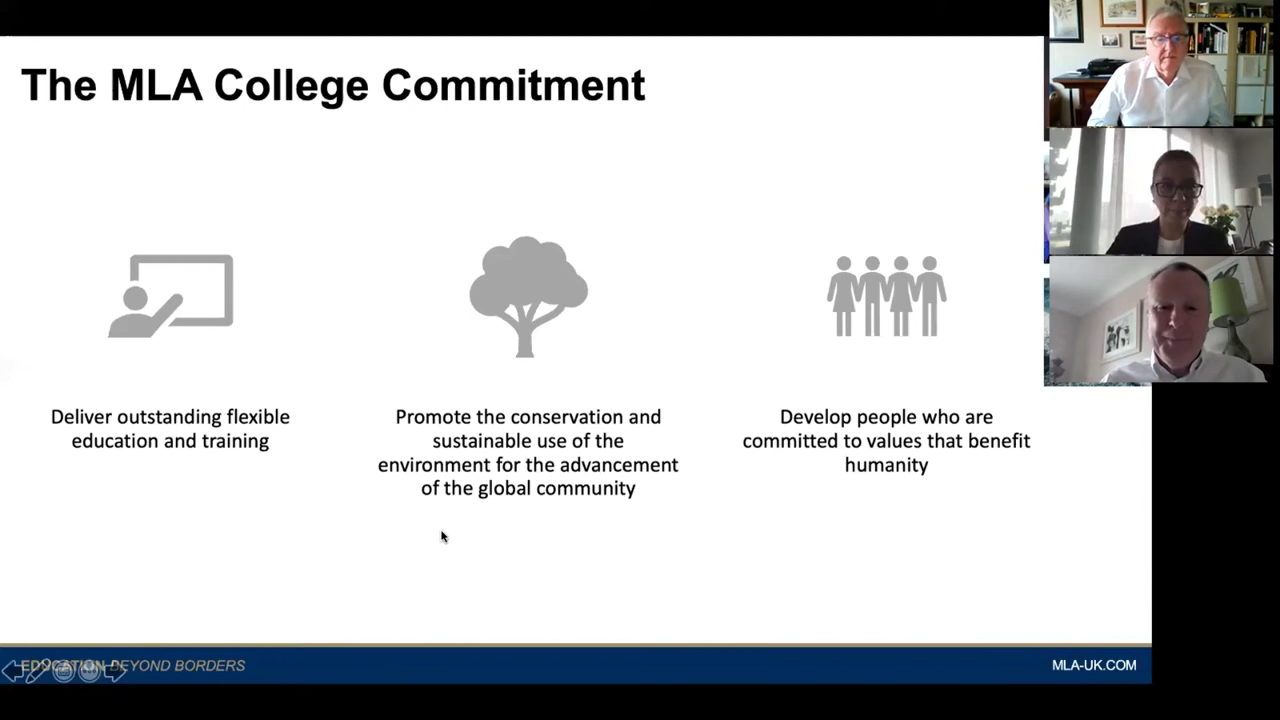 The MLA College Commitment
Deliver outstanding flexible
education and training
Promote the conservation and
sustainable use of the
environment for the advancement
of the global community
Develop people who are
committed to values that benefit
humanity
EDUCATION BEYOND BORDERS
MLA-UK.COM